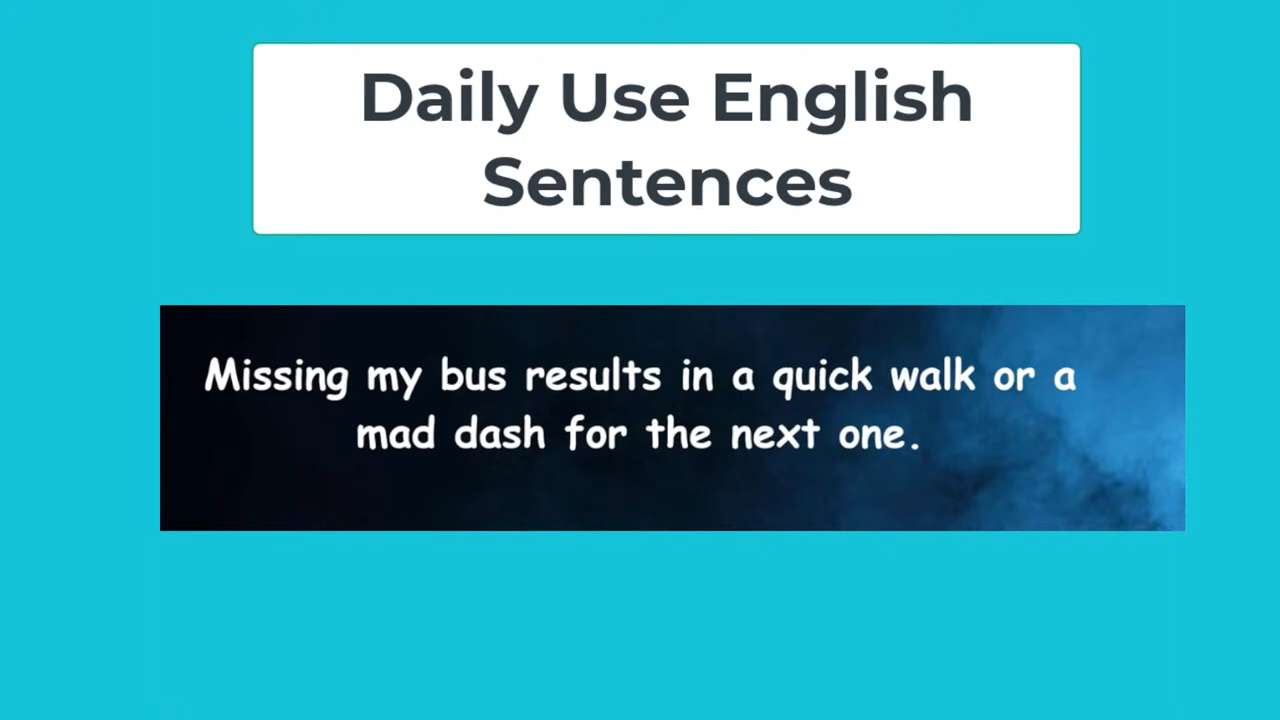 Daily Use English
Sentences
Missing my bus results in a quick walk or a
mad dash for the next one.